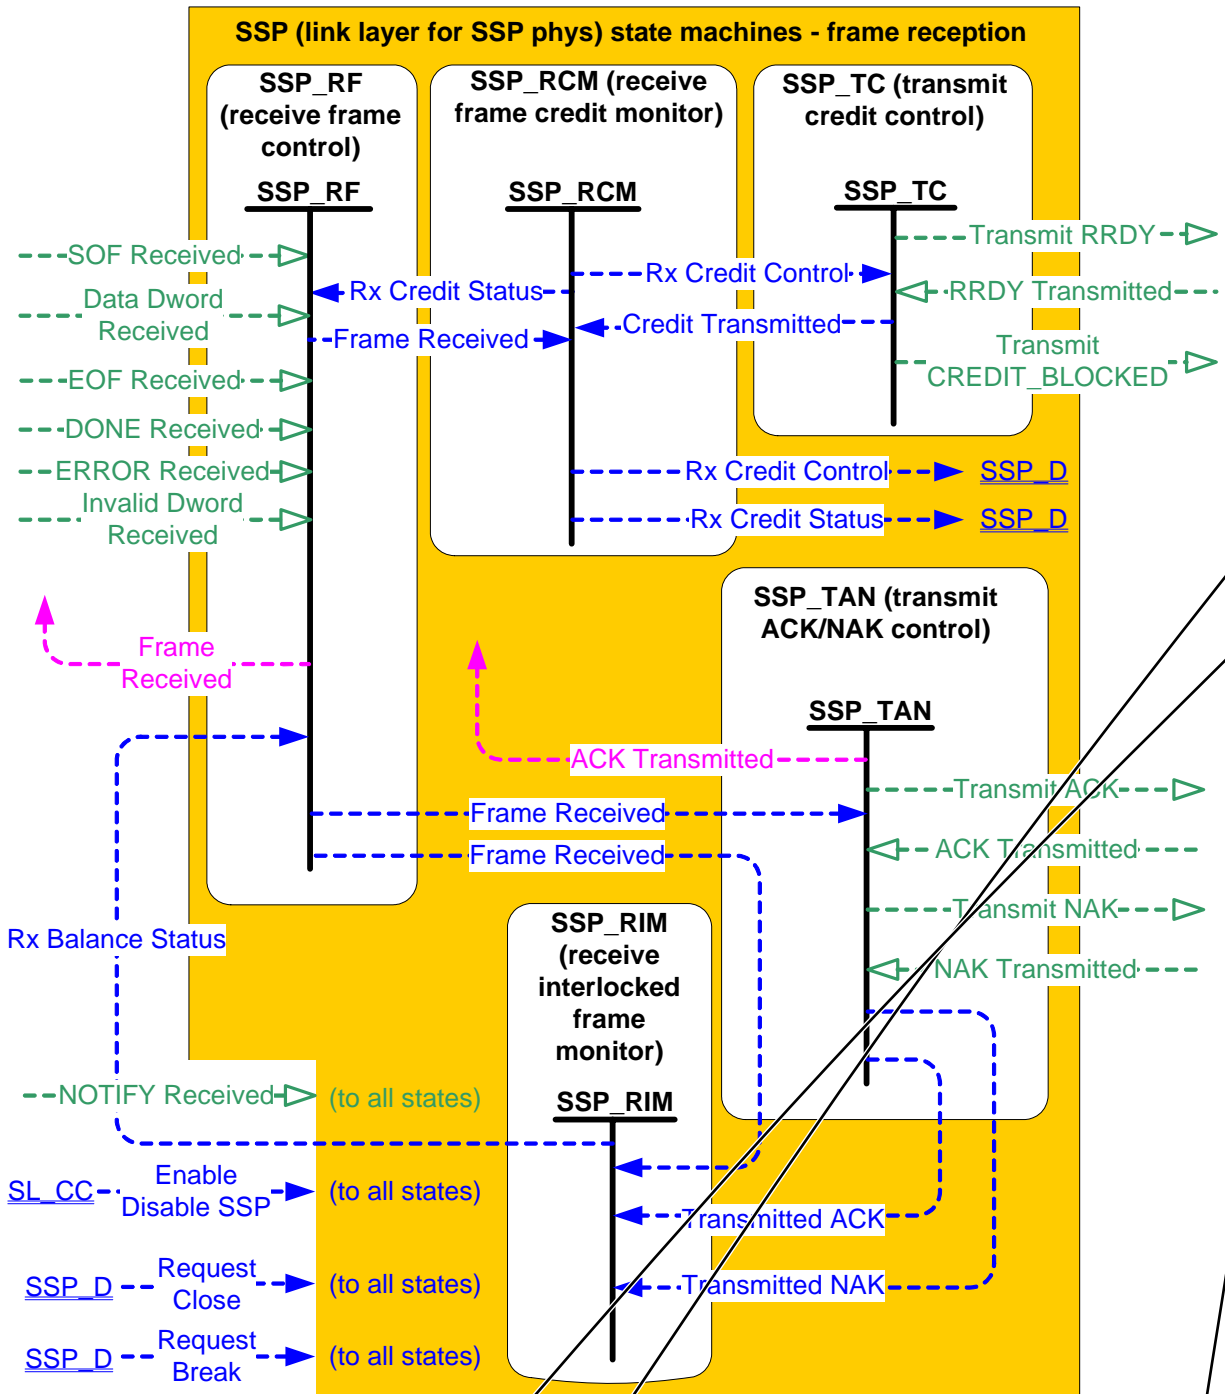 SSP (link layer for SSP phys) state machines - frame reception
SSP_RF
(receive frame
control)
SSP_RF
SSP_RCM (receive
frame credit monitor)
SSP_RCM
SSP_TC (transmit
credit control)
SSP_TC
SOF Received
Data Dword
Received
EOF Received
DONE Received
ERROR Received
Invalid Dword
Received
Rx Credit Status
Frame Received
Rx Credit Control
Credit Transmitted
Transmit RRDY
RRDY Transmitted
Transmit
CREDIT_BLOCKED
Rx Credit Control
SSP_D
Rx Credit Status
SSP_D
Frame
Received
SSP_TAN (transmit
ACK/NAK control)
SSP_TAN
ACK Transmitted
Transmit ACK
Frame Received
ACK Transmitted
Frame Received
Transmit NAK
NAK Transmitted
Rx Balance Status
SSP_RIM
(receive
interlocked
frame
monitor)
SSP_RIM
NOTIFY Received
(to all states)
SL_CC
Enable
Disable SSP
(to all states)
Transmitted ACK
SSP_D
Request
Close
(to all states)
Transmitted NAK
SSP_D
Request
Break
(to all states)